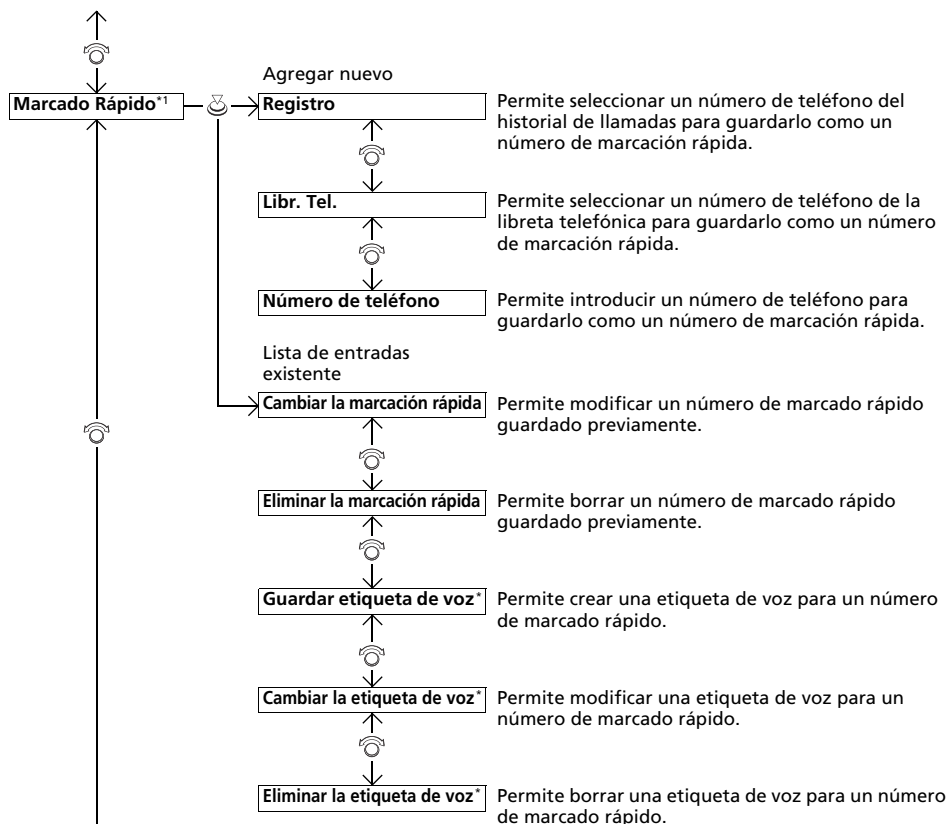 Agregar nuevo
Marcado Rápido*1
Registro
Permite seleccionar un número de teléfono del
historial de llamadas para guardarlo como un
número de marcación rápida.
Libr. Tel.
Permite seleccionar un número de teléfono de la
libreta telefónica para guardarlo como un número
de marcación rápida.
Número de teléfono
Permite introducir un número de teléfono para
guardarlo como un número de marcación rápida.
Lista de entradas
existente
Cambiar la marcación rápida
Permite modificar un número de marcado rápido
guardado previamente.
Eliminar la marcación rápida
Permite borrar un número de marcado rápido
guardado previamente.
Guardar etiqueta de voz*
Permite crear una etiqueta de voz para un número
de marcado rápido.
Cambiar la etiqueta de voz*
Permite modificar una etiqueta de voz para un
número de marcado rápido.
Eliminar la etiqueta de voz*
Permite borrar una etiqueta de voz para un número
de marcado rápido.